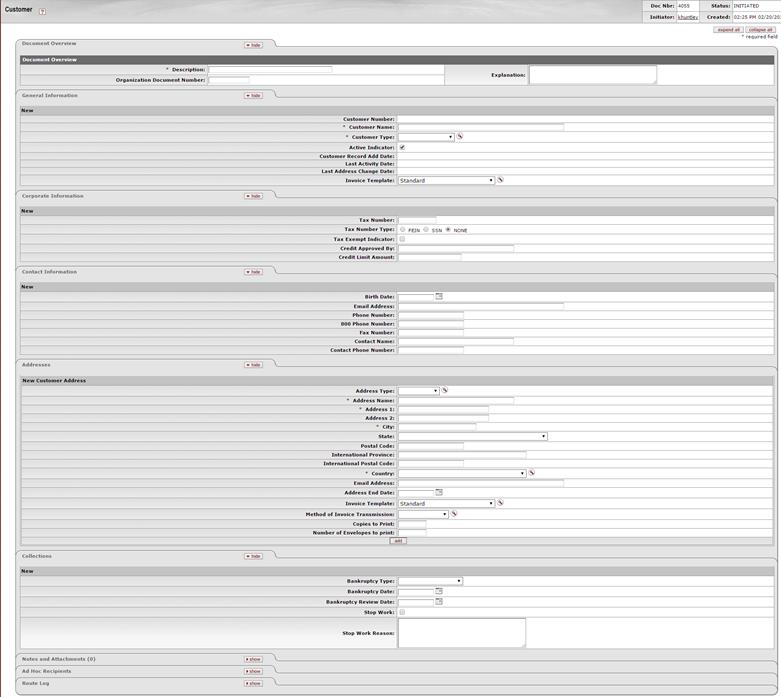 Customer ?
Doc Nbr: 4055 Status: INITIATED
Initiator: khuntley Created: 02:25 PM 02/20/20
expand all collapse all
* required field
Document Overview hide
Document Overview
* Description: Explanation:
Organization Document Number:
General Information hide
New
Customer Number:
* Customer Name:
* Customer Type:
Active Indicator:
Customer Record Add Date:
Last Activity Date:
Last Address Change Date:
Invoice Template: Standard
Corporate Information hide
New
Tax Number:
Tax Number Type: FEIN SSN NONE
Tax Exempt Indicator:
Credit Approved By:
Credit Limit Amount:
Contact Information hide
New
Birth Date:
Email Address:
Phone Number:
800 Phone Number:
Fax Number:
Contact Name:
Contact Phone Number:
Addresses hide
New Customer Address
Address Type:
* Address Name:
* Address 1:
Address 2:
* City:
State:
Postal Code:
International Province:
International Postal Code:
* Country:
Email Address:
Address End Date:
Invoice Template: Standard
Method of Invoice Transmission:
Copies to Print:
Number of Envelopes to print:
add
Collections hide
New
Bankruptcy Type:
Bankruptcy Date:
Bankruptcy Review Date:
Stop Work:
Stop Work Reason:
Notes and Attachments (0) show
Ad Hoc Recipients show
Route Log show